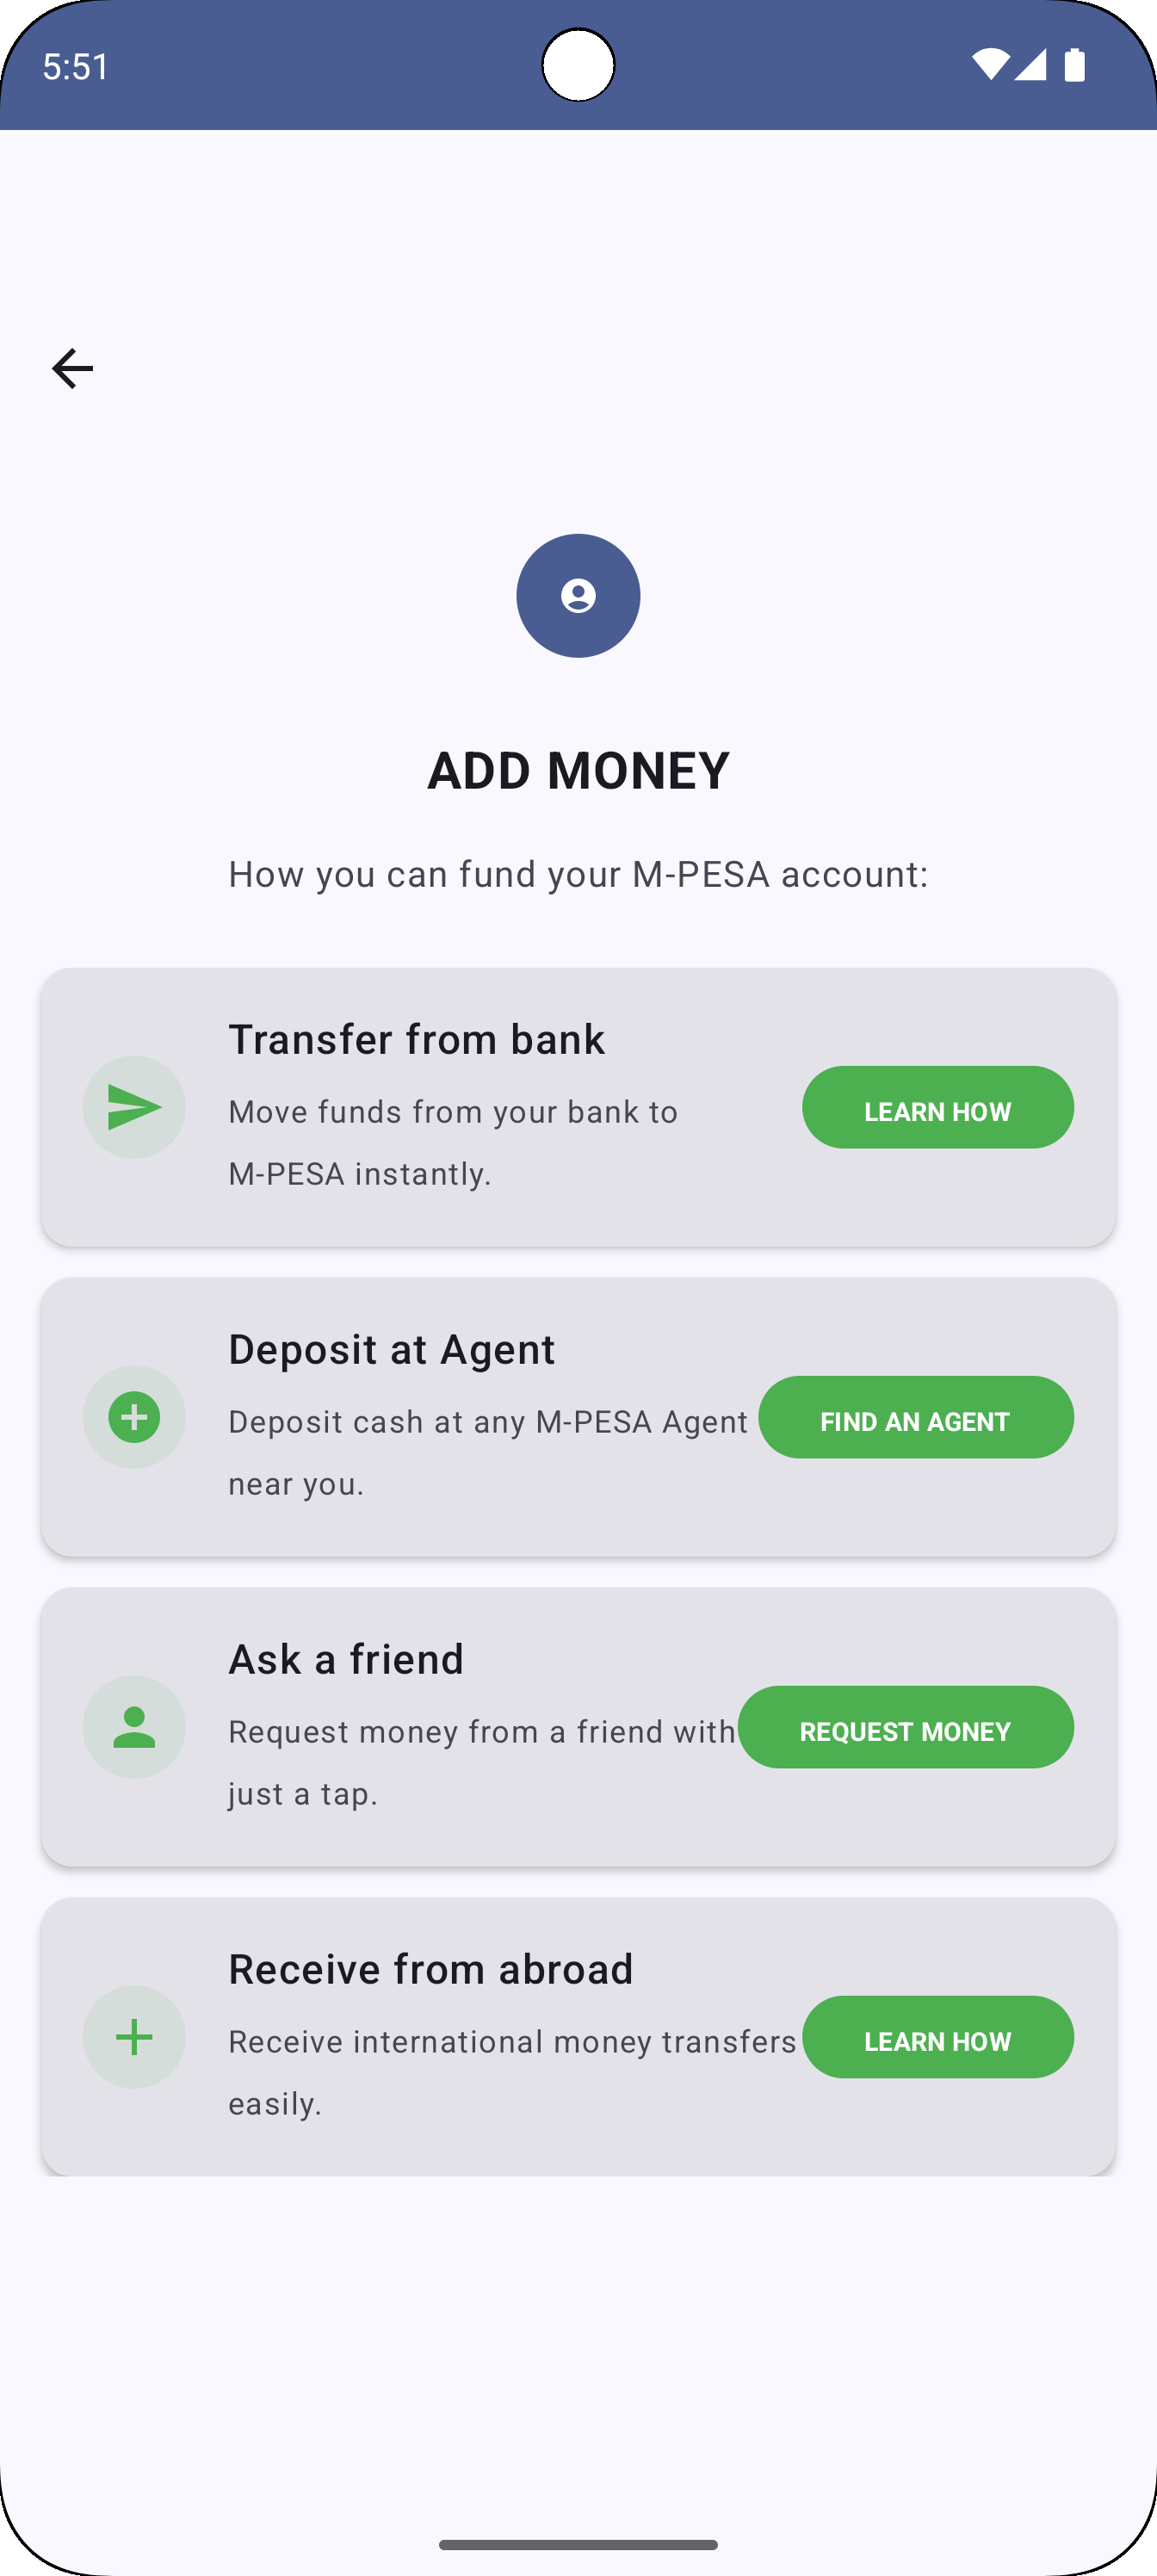 5:51
ADD MONEY
How you can fund your M-PESA account:
Transfer from bank
Move funds from your bank to
M-PESA instantly.
LEARN HOW
Deposit at Agent
Deposit cash at any M-PESA Agent
near you.
FIND AN AGENT
Ask a friend
Request money from a friend with
just a tap.
REQUEST MONEY
Receive from abroad
Receive international money transfers
easily.
LEARN HOW